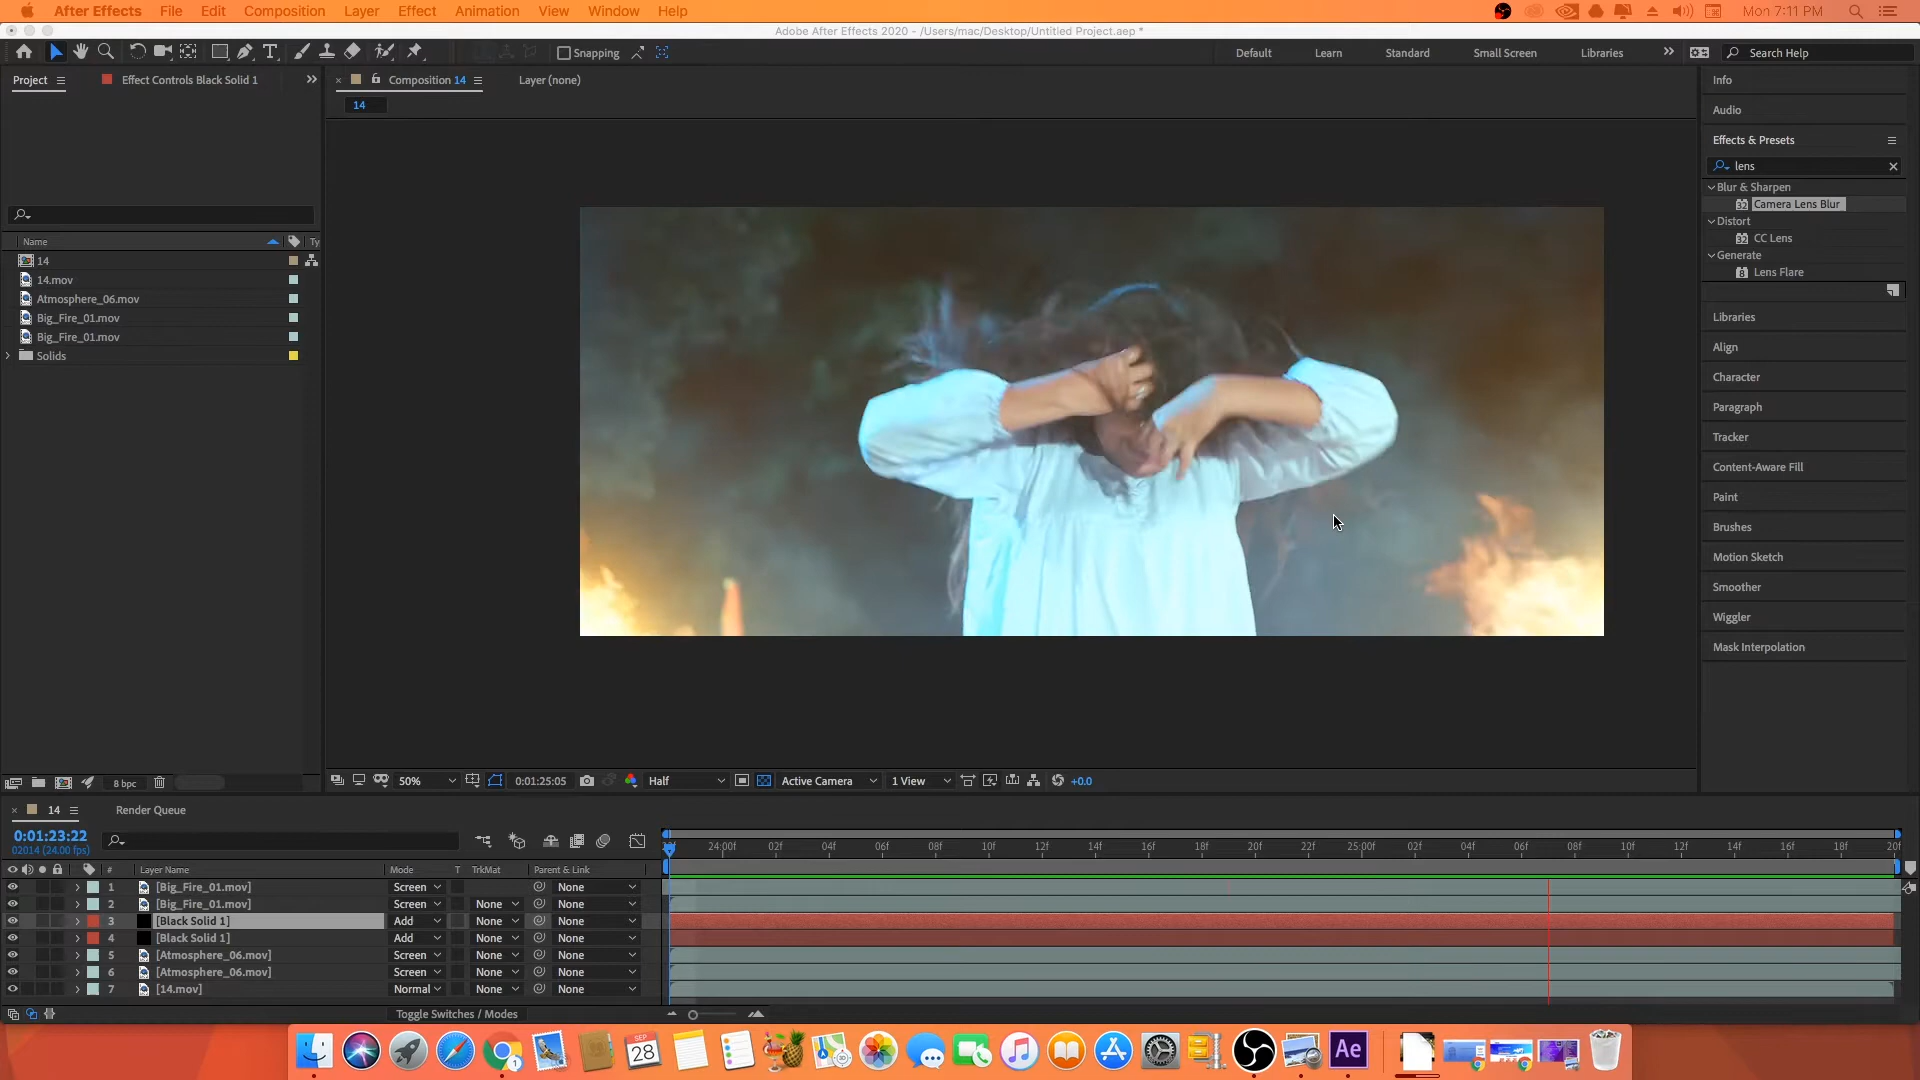 After Effects File Edit Composition Layer Effect Animation View Window Help Mon 7:11 PM
Adobe After Effects 2020 - /Users/mac/Desktop/Untitled Project.aep *
Snapping Default Learn Standard Small Screen Libraries Search Help
Project Effect Controls Black Solid 1 Composition 14 Layer (none) Info
14
Audio
Effects & Presets
lens
Blur & Sharpen
32 Camera Lens Blur
Distort
32 CC Lens
Generate
8 Lens Flare
Libraries
Align
Character
Paragraph
Tracker
Content-Aware Fill
Paint
Brushes
Motion Sketch
Smoother
Wiggler
Mask Interpolation
Name Ty
14
14.mov
Atmosphere_06.mov
Big_Fire_01.mov
Big_Fire_01.mov
Solids
8 bpc 50% 0:01:25:05 Half Active Camera 1 View +0.0
14 Render Queue
0:01:23:22
02014 (24.00 fps)
24:00f 02f 04f 06f 08f 10f 12f 14f 16f 18f 20f 22f 25:00f 02f 04f 06f 08f 10f 12f 14f 16f 18f 20f
# Layer Name Mode T TrkMat Parent & Link
1 [Big_Fire_01.mov] Screen None
2 [Big_Fire_01.mov] Screen None None
3 [Black Solid 1] Add None None
4 [Black Solid 1] Add None None
5 [Atmosphere_06.mov] Screen None None
6 [Atmosphere_06.mov] Screen None None
7 [14.mov] Normal None None
Toggle Switches / Modes
SEP
28
1
3D
Ae